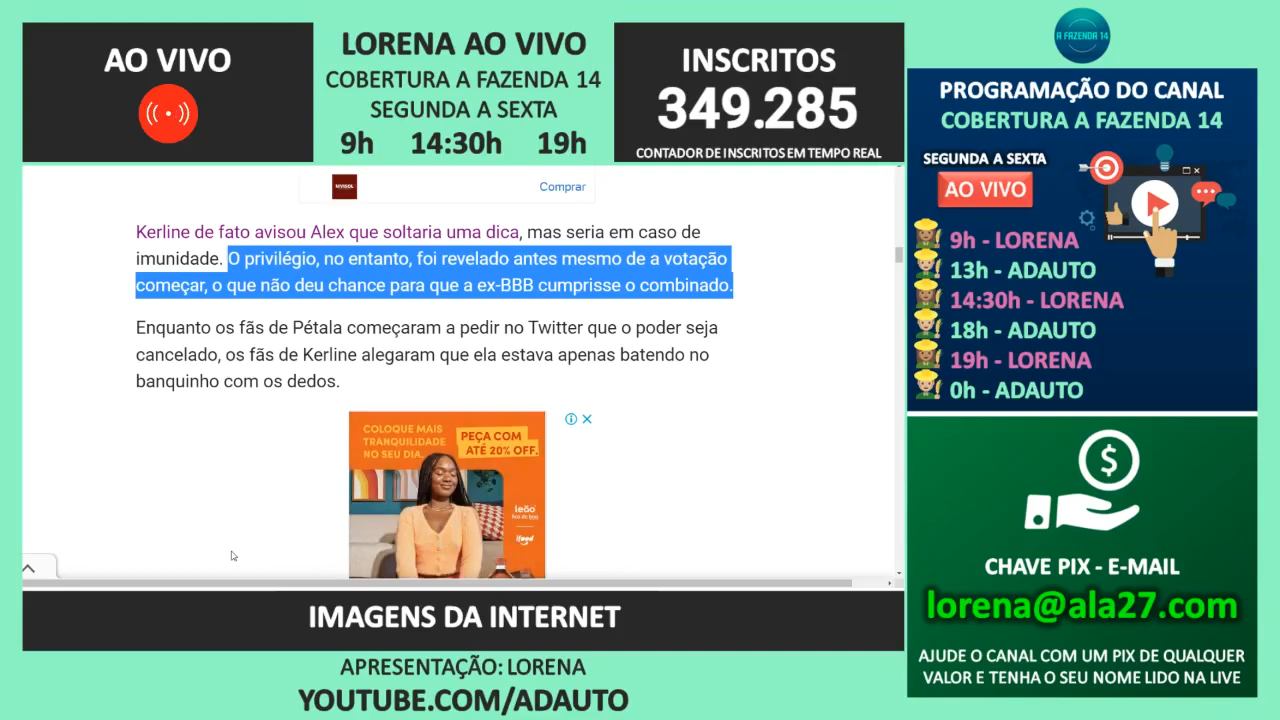 AO VIVO
LORENA AO VIVO
COBERTURA A FAZENDA 14
SEGUNDA A SEXTA
9h 14:30h 19h
INSCRITOS
349.285
CONTADOR DE INSCRITOS EM TEMPO REAL
A FAZENDA 14
PROGRAMAÇÃO DO CANAL
COBERTURA A FAZENDA 14
SEGUNDA A SEXTA
AO VIVO
9h - LORENA
13h - ADAUTO
14:30h - LORENA
18h - ADAUTO
19h - LORENA
0h - ADAUTO
Comprar
Kerline de fato avisou Alex que soltaria uma dica, mas seria em caso de
imunidade. O privilégio, no entanto, foi revelado antes mesmo de a votação
começar, o que não deu chance para que a ex-BBB cumprisse o combinado.
Enquanto os fãs de Pétala começaram a pedir no Twitter que o poder seja
cancelado, os fãs de Kerline alegaram que ela estava apenas batendo no
banquinho com os dedos.
COLOQUE MAIS
TRANQUILIDADE
NO SEU DIA.
PEÇA COM
ATÉ 20% OFF.
leão
ifood
IMAGENS DA INTERNET
APRESENTAÇÃO: LORENA
YOUTUBE.COM/ADAUTO
$
CHAVE PIX - E-MAIL
lorena@ala27.com
AJUDE O CANAL COM UM PIX DE QUALQUER
VALOR E TENHA O SEU NOME LIDO NA LIVE